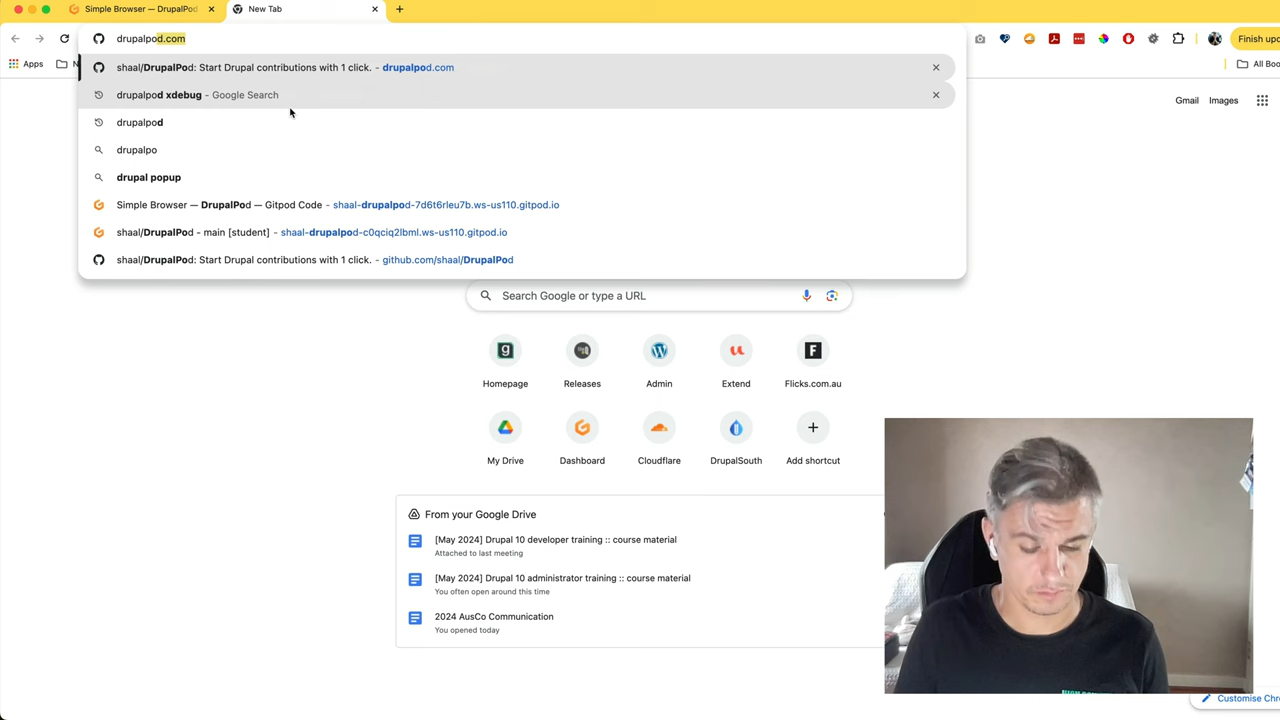 Simple Browser — DrupalPod
New Tab
drupalpod.com
Finish upd
Apps
All Boo
shaal/DrupalPod: Start Drupal contributions with 1 click. - drupalpod.com
drupalpod xdebug - Google Search
drupalpod
drupalpo
drupal popup
Simple Browser — DrupalPod — Gitpod Code - shaal-drupalpod-7d6t6rleu7b.ws-us110.gitpod.io
shaal/DrupalPod - main [student] - shaal-drupalpod-c0qciq2lbml.ws-us110.gitpod.io
shaal/DrupalPod: Start Drupal contributions with 1 click. - github.com/shaal/DrupalPod
Gmail Images
Search Google or type a URL
Homepage Releases Admin Extend Flicks.com.au
My Drive Dashboard Cloudflare DrupalSouth Add shortcut
From your Google Drive
[May 2024] Drupal 10 developer training :: course material
Attached to last meeting
[May 2024] Drupal 10 administrator training :: course material
You often open around this time
2024 AusCo Communication
You opened today
Customise Chr